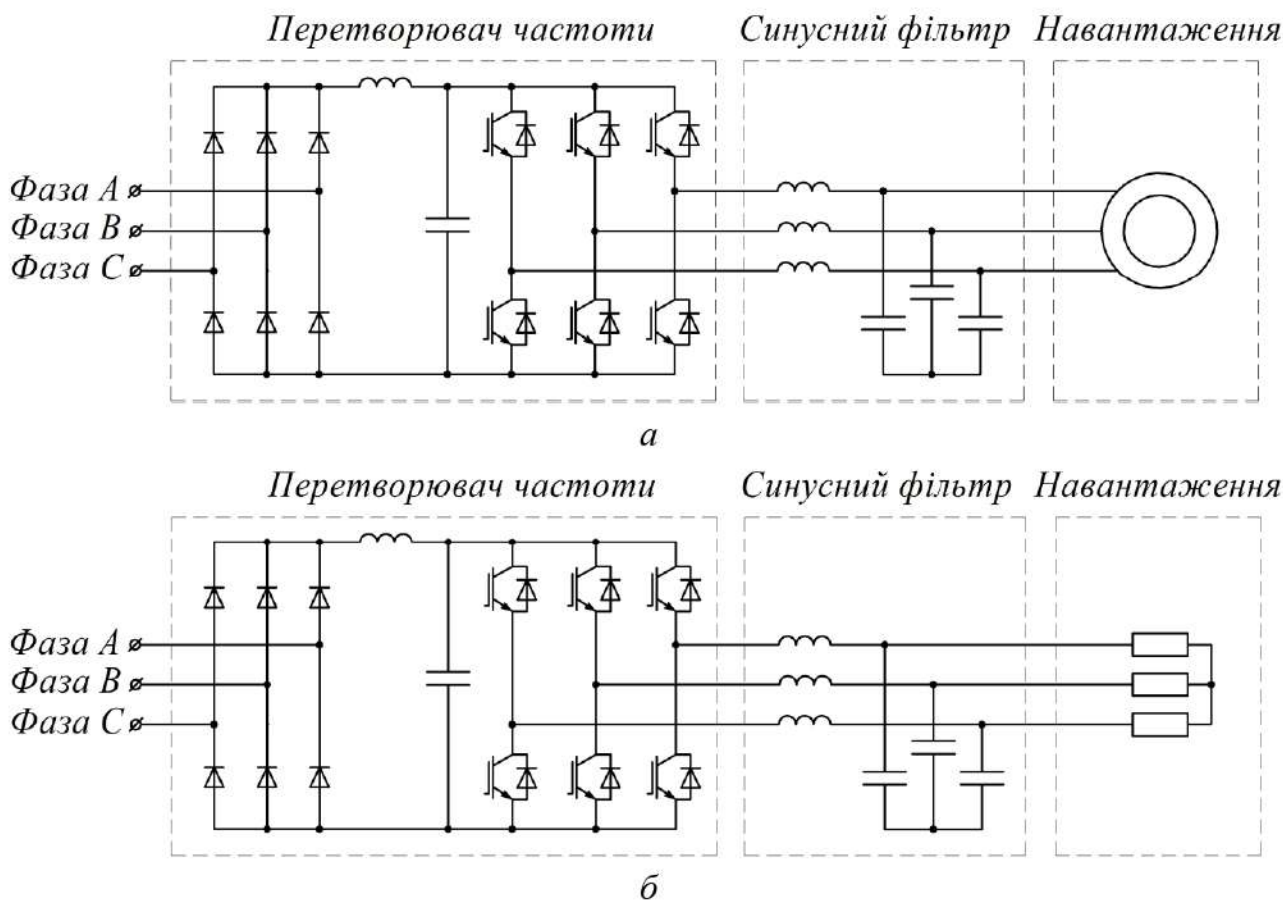 Перетворювач частоти Синусний фільтр Навантаження
Фаза A
Фаза B
Фаза C
а
Перетворювач частоти Синусний фільтр Навантаження
Фаза A
Фаза B
Фаза C
б